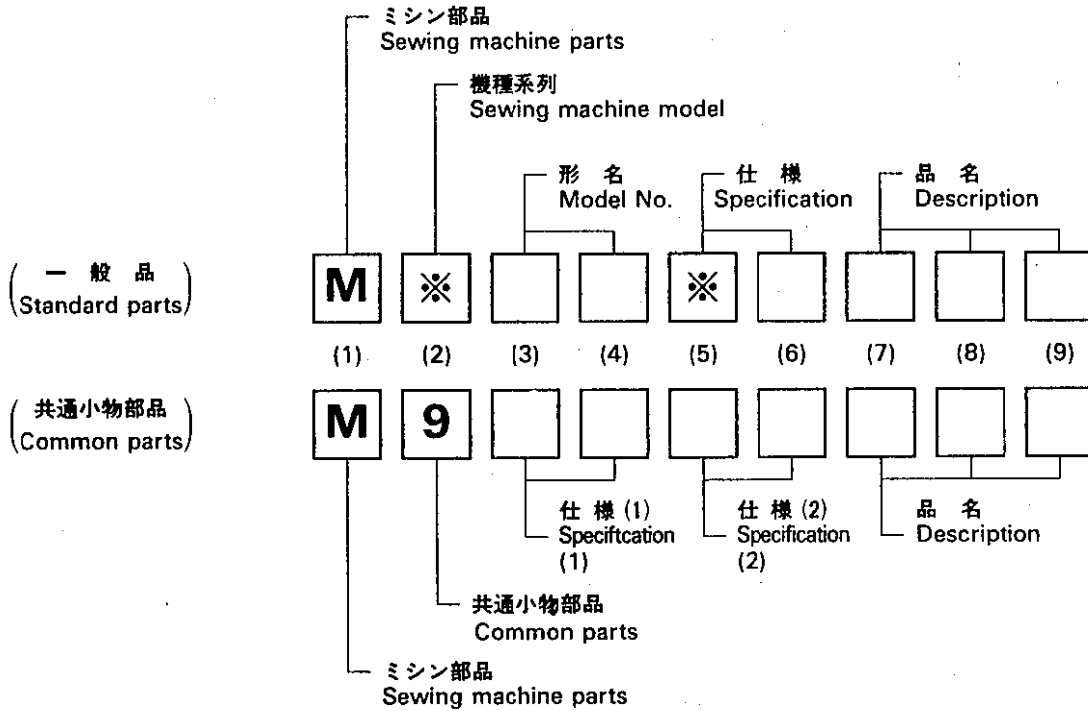 ミシン部品
Sewing machine parts
機種系列
Sewing machine model
形 名
Model No.
仕 様
Specification
品 名
Description
(一 般 品
Standard parts)
M ※ ※
(1) (2) (3) (4) (5) (6) (7) (8) (9)
(共通小物部品
Common parts)
M 9
仕 様 (1)
Speciftcation
(1)
仕 様 (2)
Specification
(2)
品 名
Description
共通小物部品
Common parts
ミシン部品
Sewing machine parts